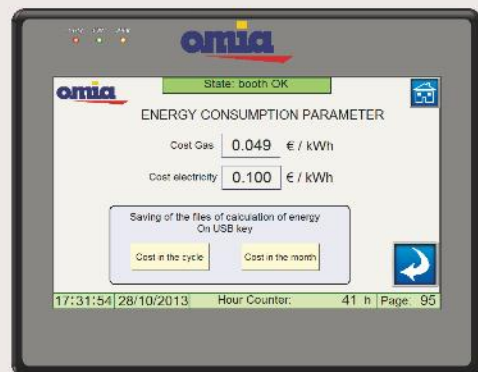 omia
State: booth OK
omia
ENERGY CONSUMPTION PARAMETER
Cost Gas 0.049 € / kWh
Cost electricity 0.100 € / kWh
Saving of the files of calculation of energy
On USB key
Cost in the cycle Cost in the month
17:31:54 28/10/2013 Hour Counter: 41 h Page: 95